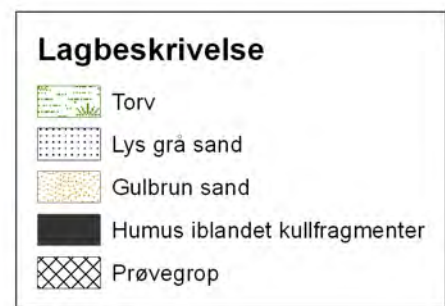 Lagbeskrivelse
Torv
Lys grå sand
Gulbrun sand
Humus iblandet kullfragmenter
Prøvegrop